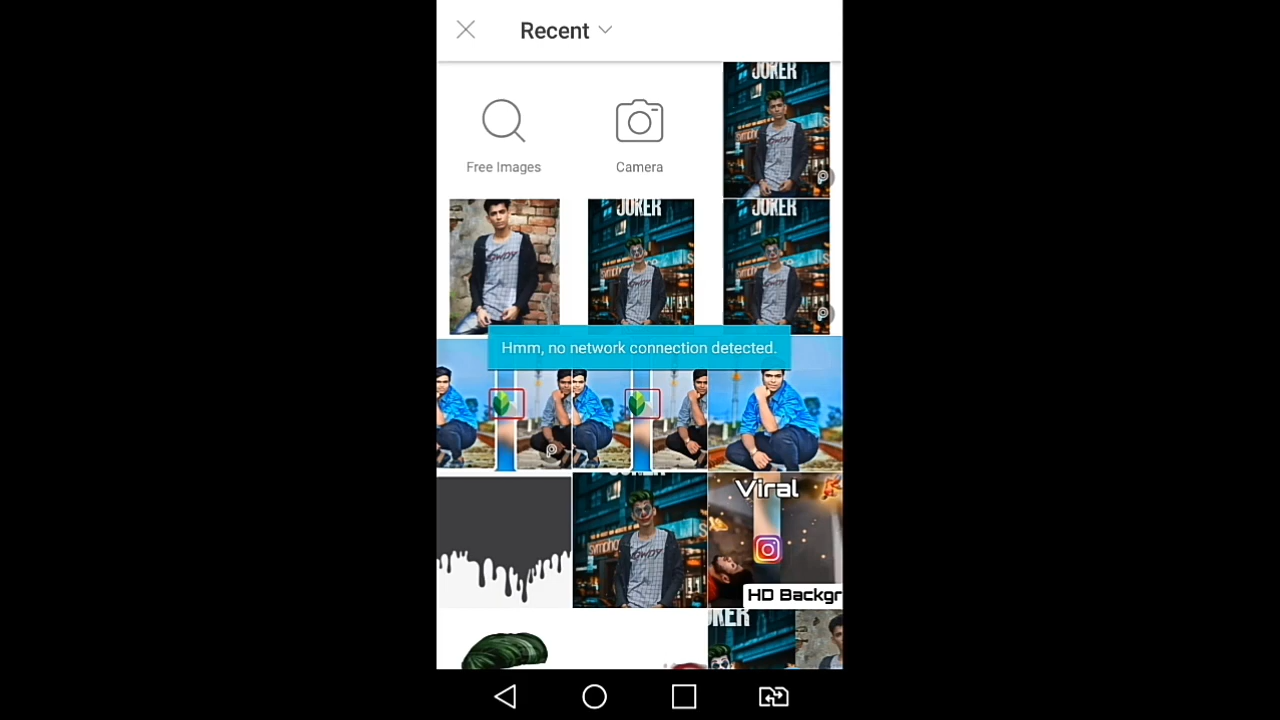 Recent
JOKER
Free Images
Camera
JOKER
JOKER
Hmm, no network connection detected.
Viral
HD Backgr